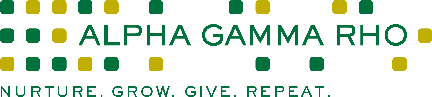 ALPHA GAMMA RHO
NURTURE. GROW. GIVE. REPEAT.